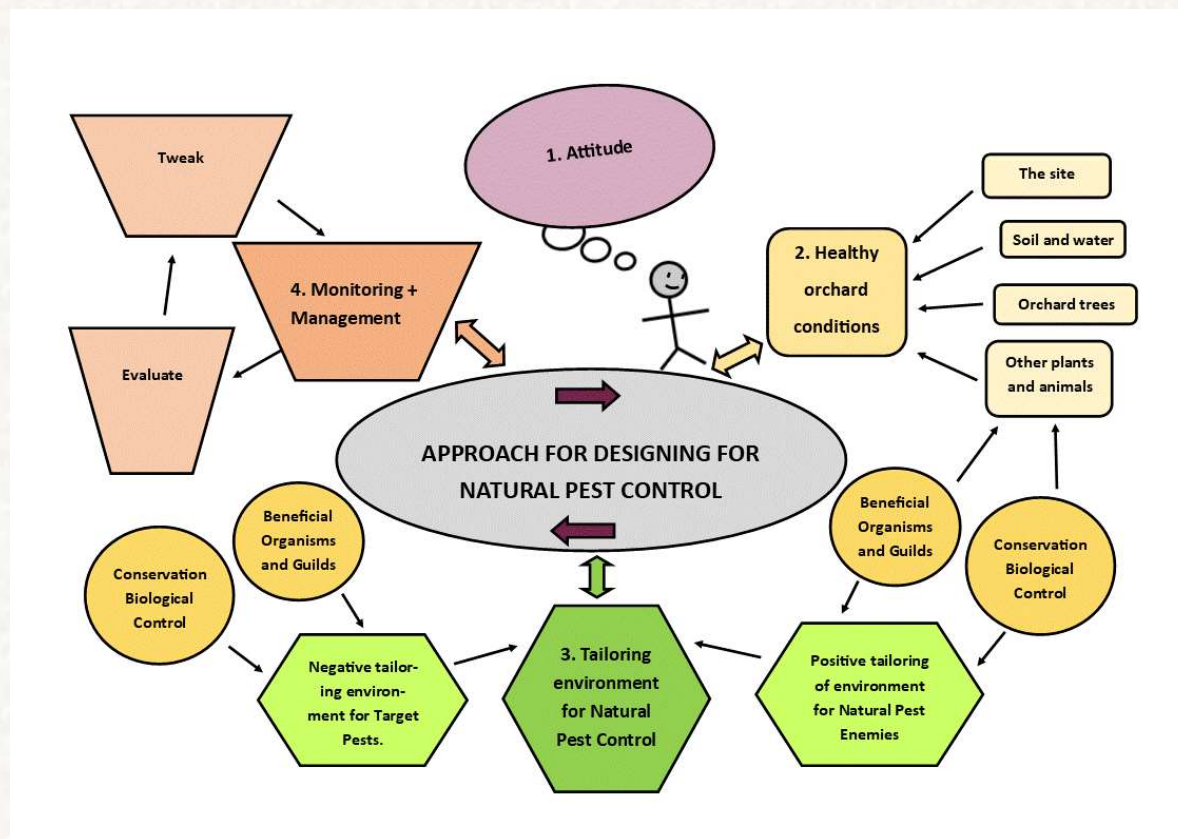 1. Attitude
Tweak
4. Monitoring +
Management
Evaluate
2. Healthy
orchard
conditions
The site
Soil and water
Orchard trees
Other plants
and animals
APPROACH FOR DESIGNING FOR
NATURAL PEST CONTROL
Beneficial
Organisms
and Guilds
Conservation
Biological
Control
Beneficial
Organisms
and Guilds
Conservation
Biological
Control
Negative tailor-
ing environ-
ment for Target
Pests.
3. Tailoring
environment
for Natural
Pest Control
Positive tailoring
of environment
for Natural Pest
Enemies